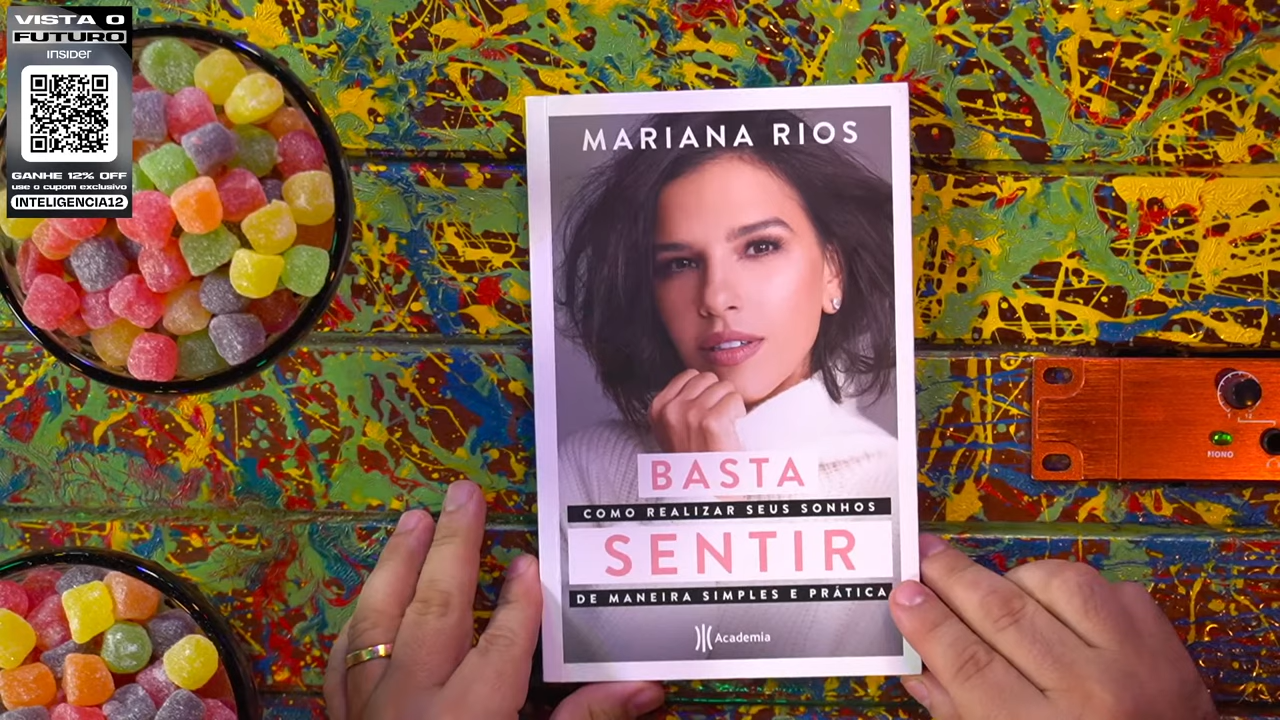 VISTA O
FUTURO
INSIDER
GANHE 12% OFF
use o cupom exclusivo
INTELIGENCIA12
MARIANA RIOS
BASTA
COMO REALIZAR SEUS SONHOS
SENTIR
DE MANEIRA SIMPLES E PRÁTICA
Academia
MONO